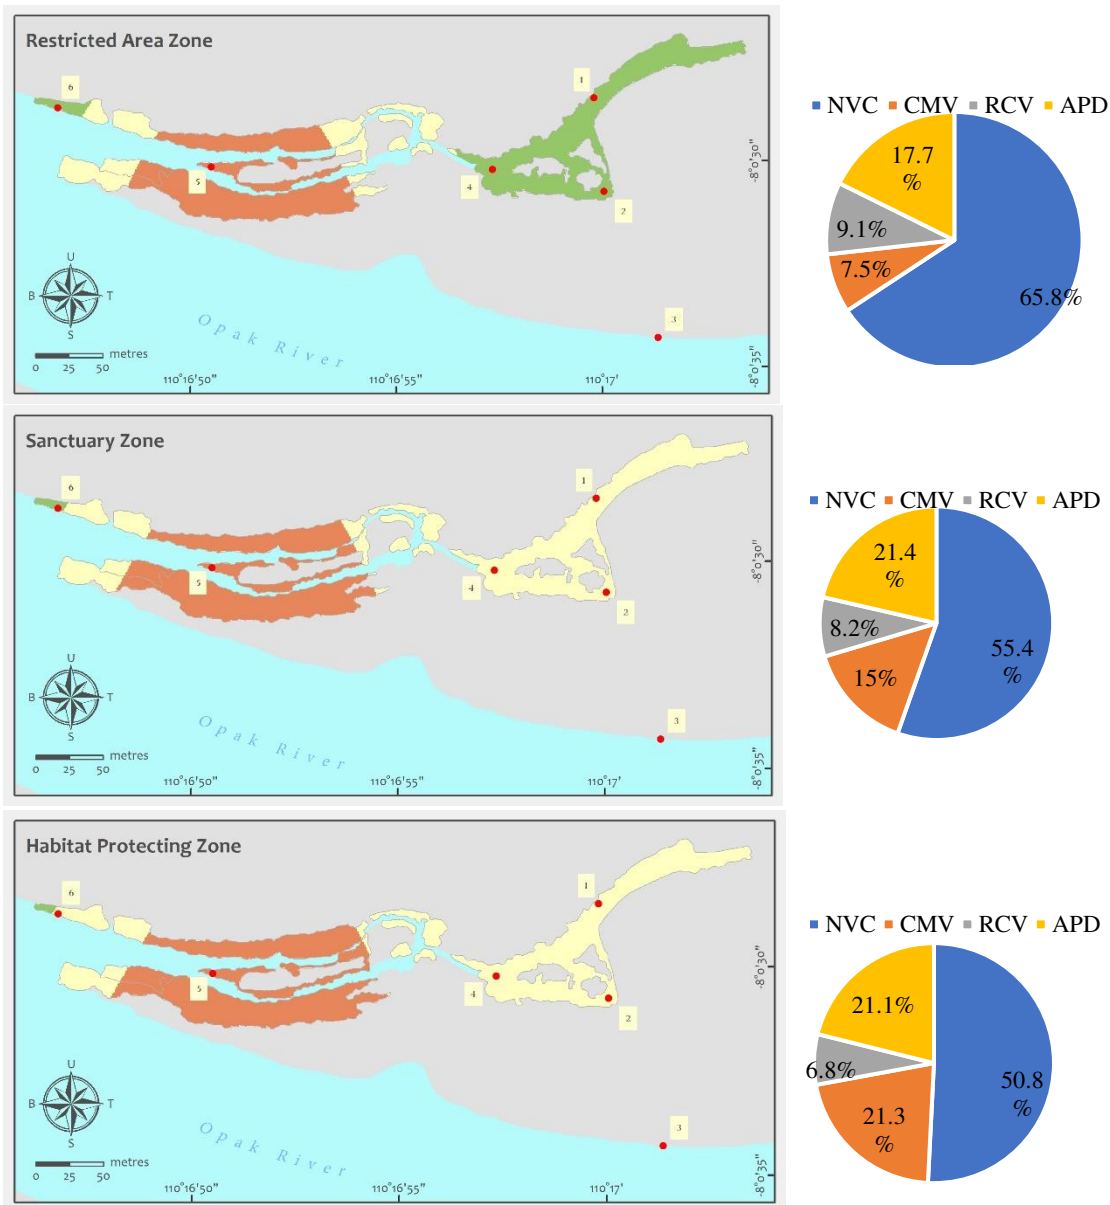 Restricted Area Zone
6
1
5
4
2
3
U
B T
S
Opak River
metres
0 25 50
110°16'50" 110°16'55" 110°17'
-8°0'30"
-8°0'35"
NVC CMV RCV APD
17.7
%
9.1%
7.5%
65.8%
Sanctuary Zone
6
1
5
4
2
3
U
B T
S
Opak River
metres
0 25 50
110°16'50" 110°16'55" 110°17'
-8°0'30"
-8°0'35"
NVC CMV RCV APD
21.4
%
8.2%
15%
55.4
%
Habitat Protecting Zone
6
1
5
4
2
3
U
B T
S
Opak River
metres
0 25 50
110°16'50" 110°16'55" 110°17'
-8°0'30"
-8°0'35"
NVC CMV RCV APD
21.1%
6.8%
21.3
%
50.8
%